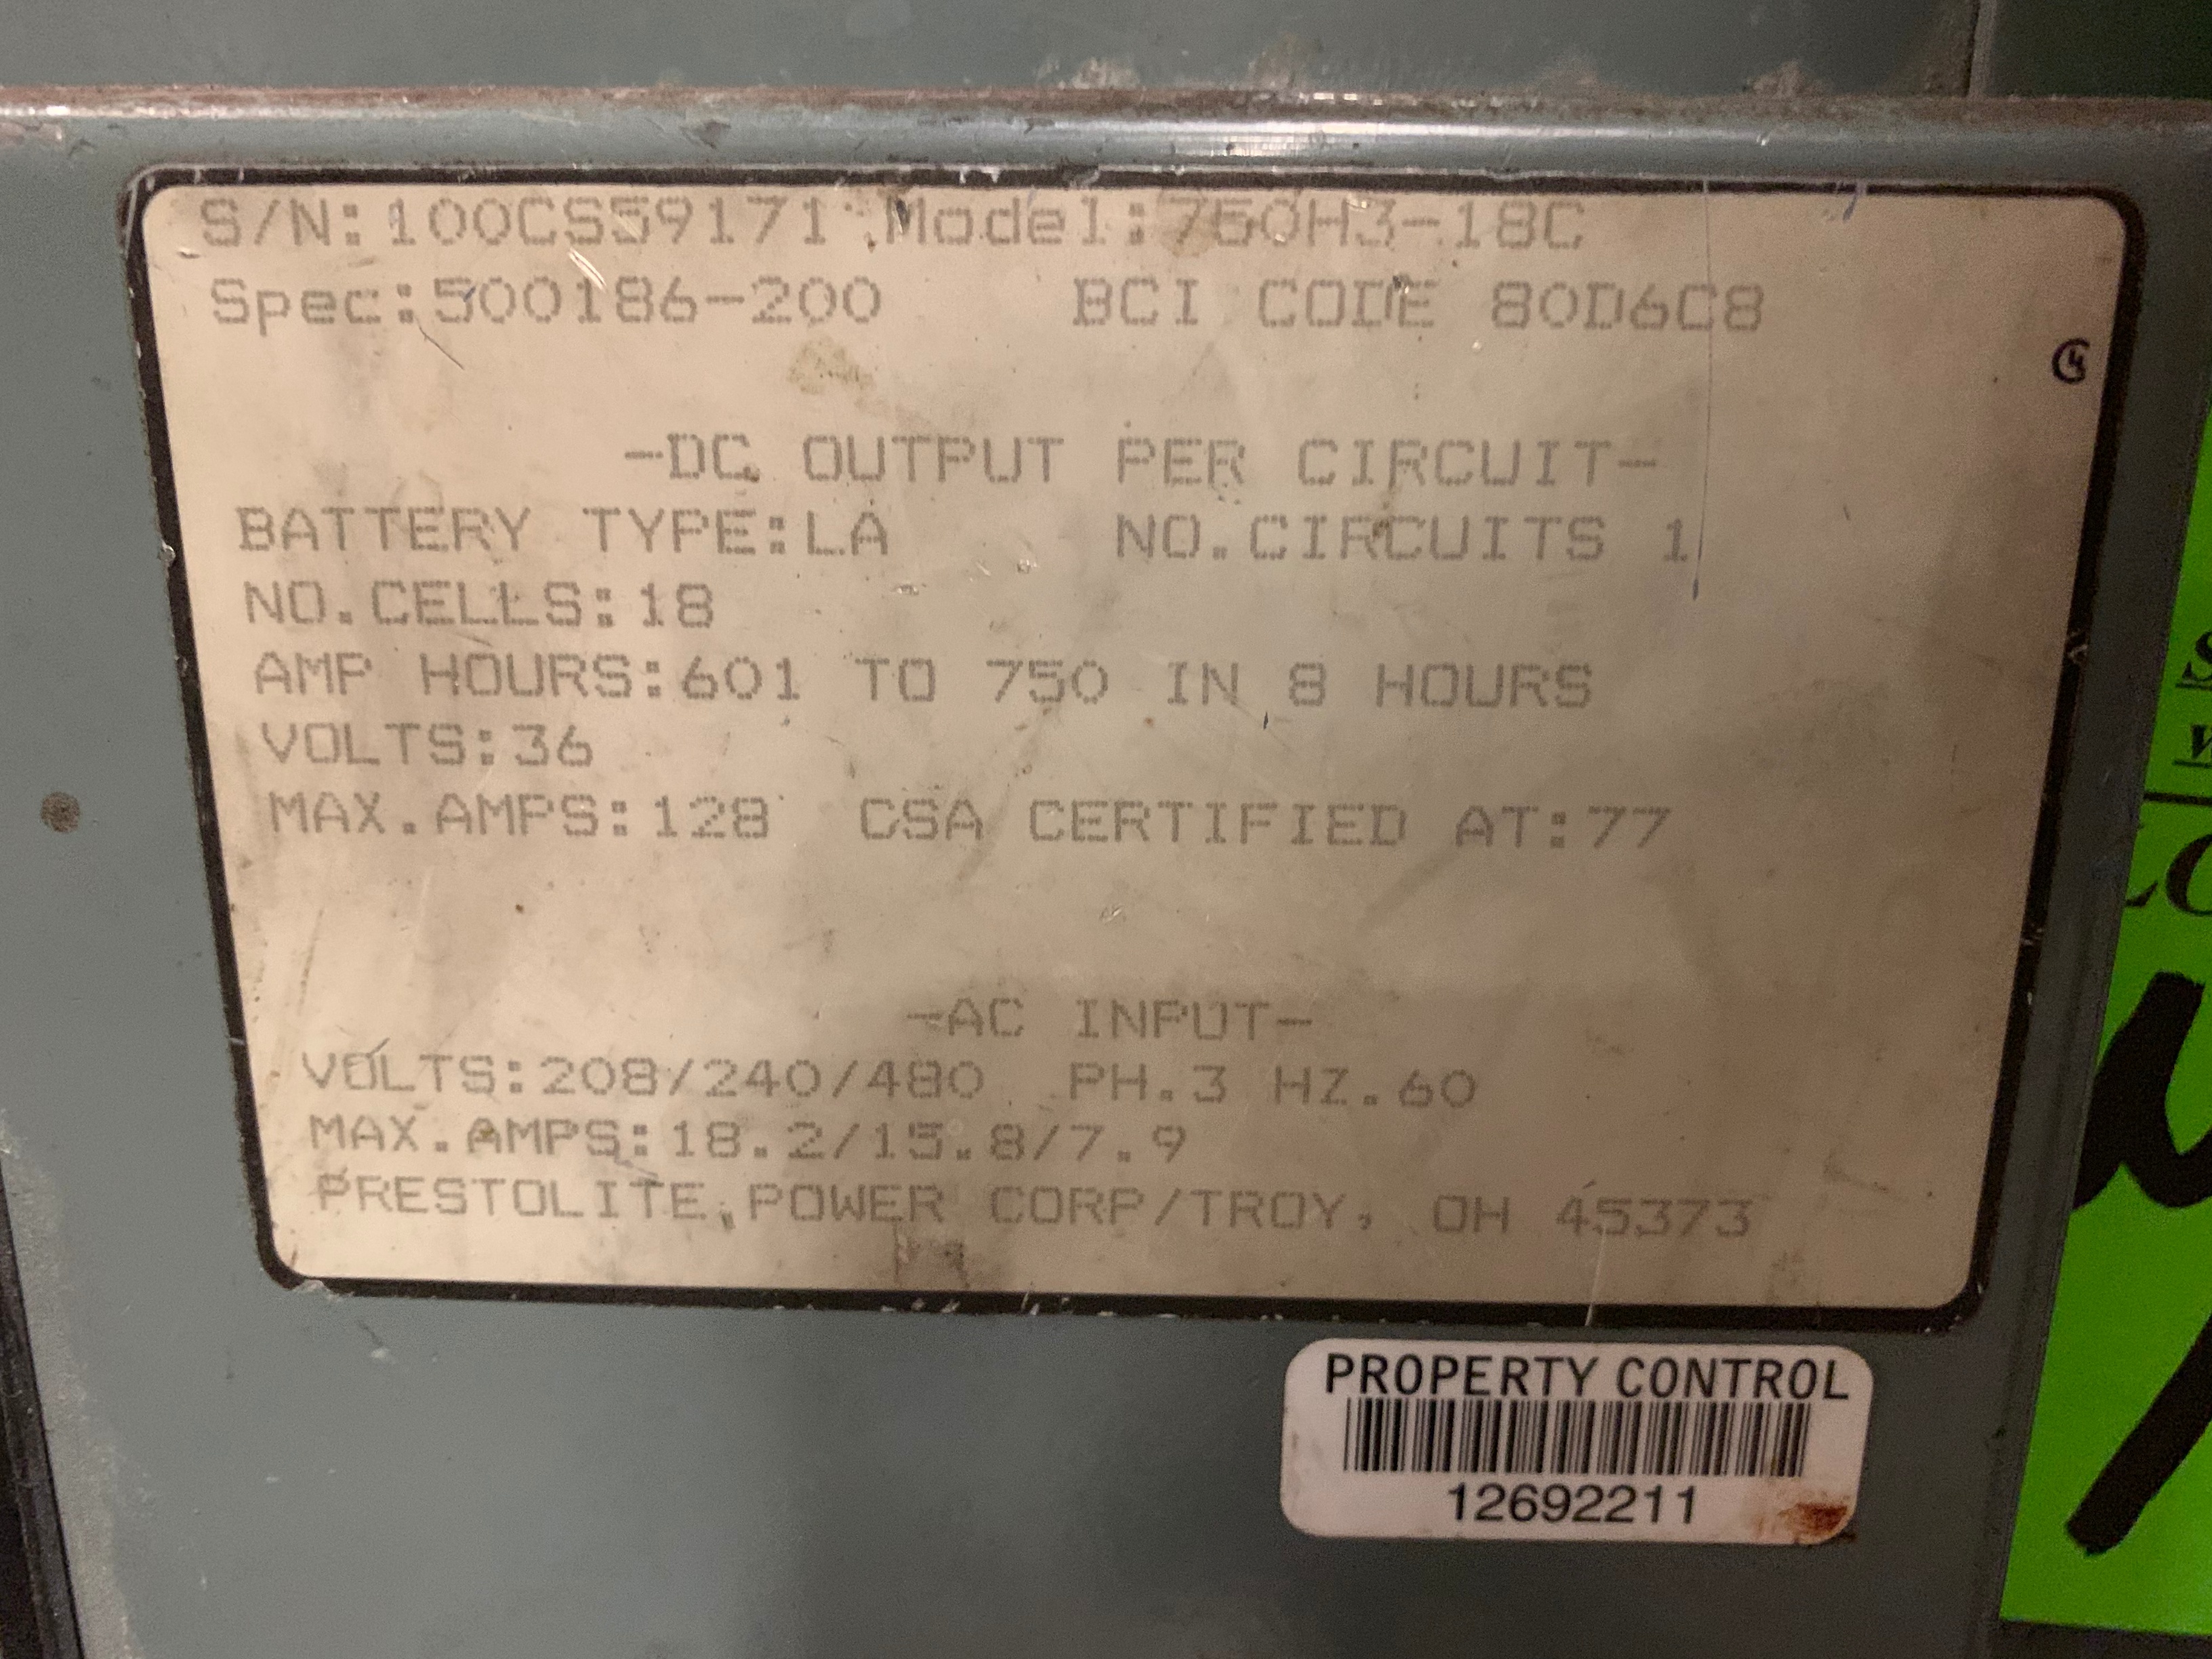 S/N:100CS59171 Model:750H3-18C
Spec:500186-200 BCI CODE 80D6C8
-DC OUTPUT PER CIRCUIT-
BATTERY TYPE:LA NO.CIRCUITS 1
NO.CELLS:18
AMP HOURS:601 TO 750 IN 8 HOURS
VOLTS:36
MAX.AMPS:128 CSA CERTIFIED AT:77
-AC INPUT-
VOLTS:208/240/480 PH.3 HZ.60
MAX.AMPS:18.2/15.8/7.9
PRESTOLITE POWER CORP/TROY, OH 45373
PROPERTY CONTROL
12692211